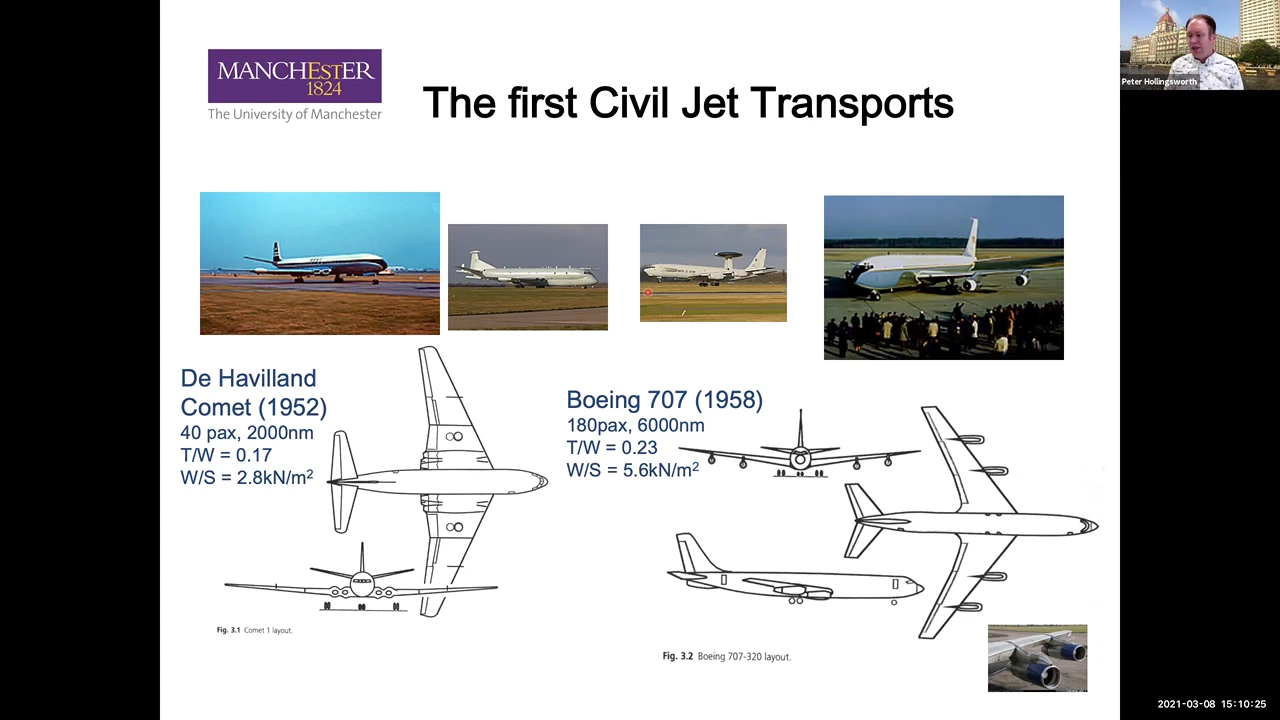 MANCHESTER
1824
The University of Manchester
The first Civil Jet Transports
Peter Hollingsworth
De Havilland
Comet (1952)
40 pax, 2000nm
T/W = 0.17
W/S = 2.8kN/m²
Boeing 707 (1958)
180pax, 6000nm
T/W = 0.23
W/S = 5.6kN/m²
Fig. 3.1 Comet 1 layout.
Fig. 3.2 Boeing 707-320 layout.
2021-03-08 15:10:25